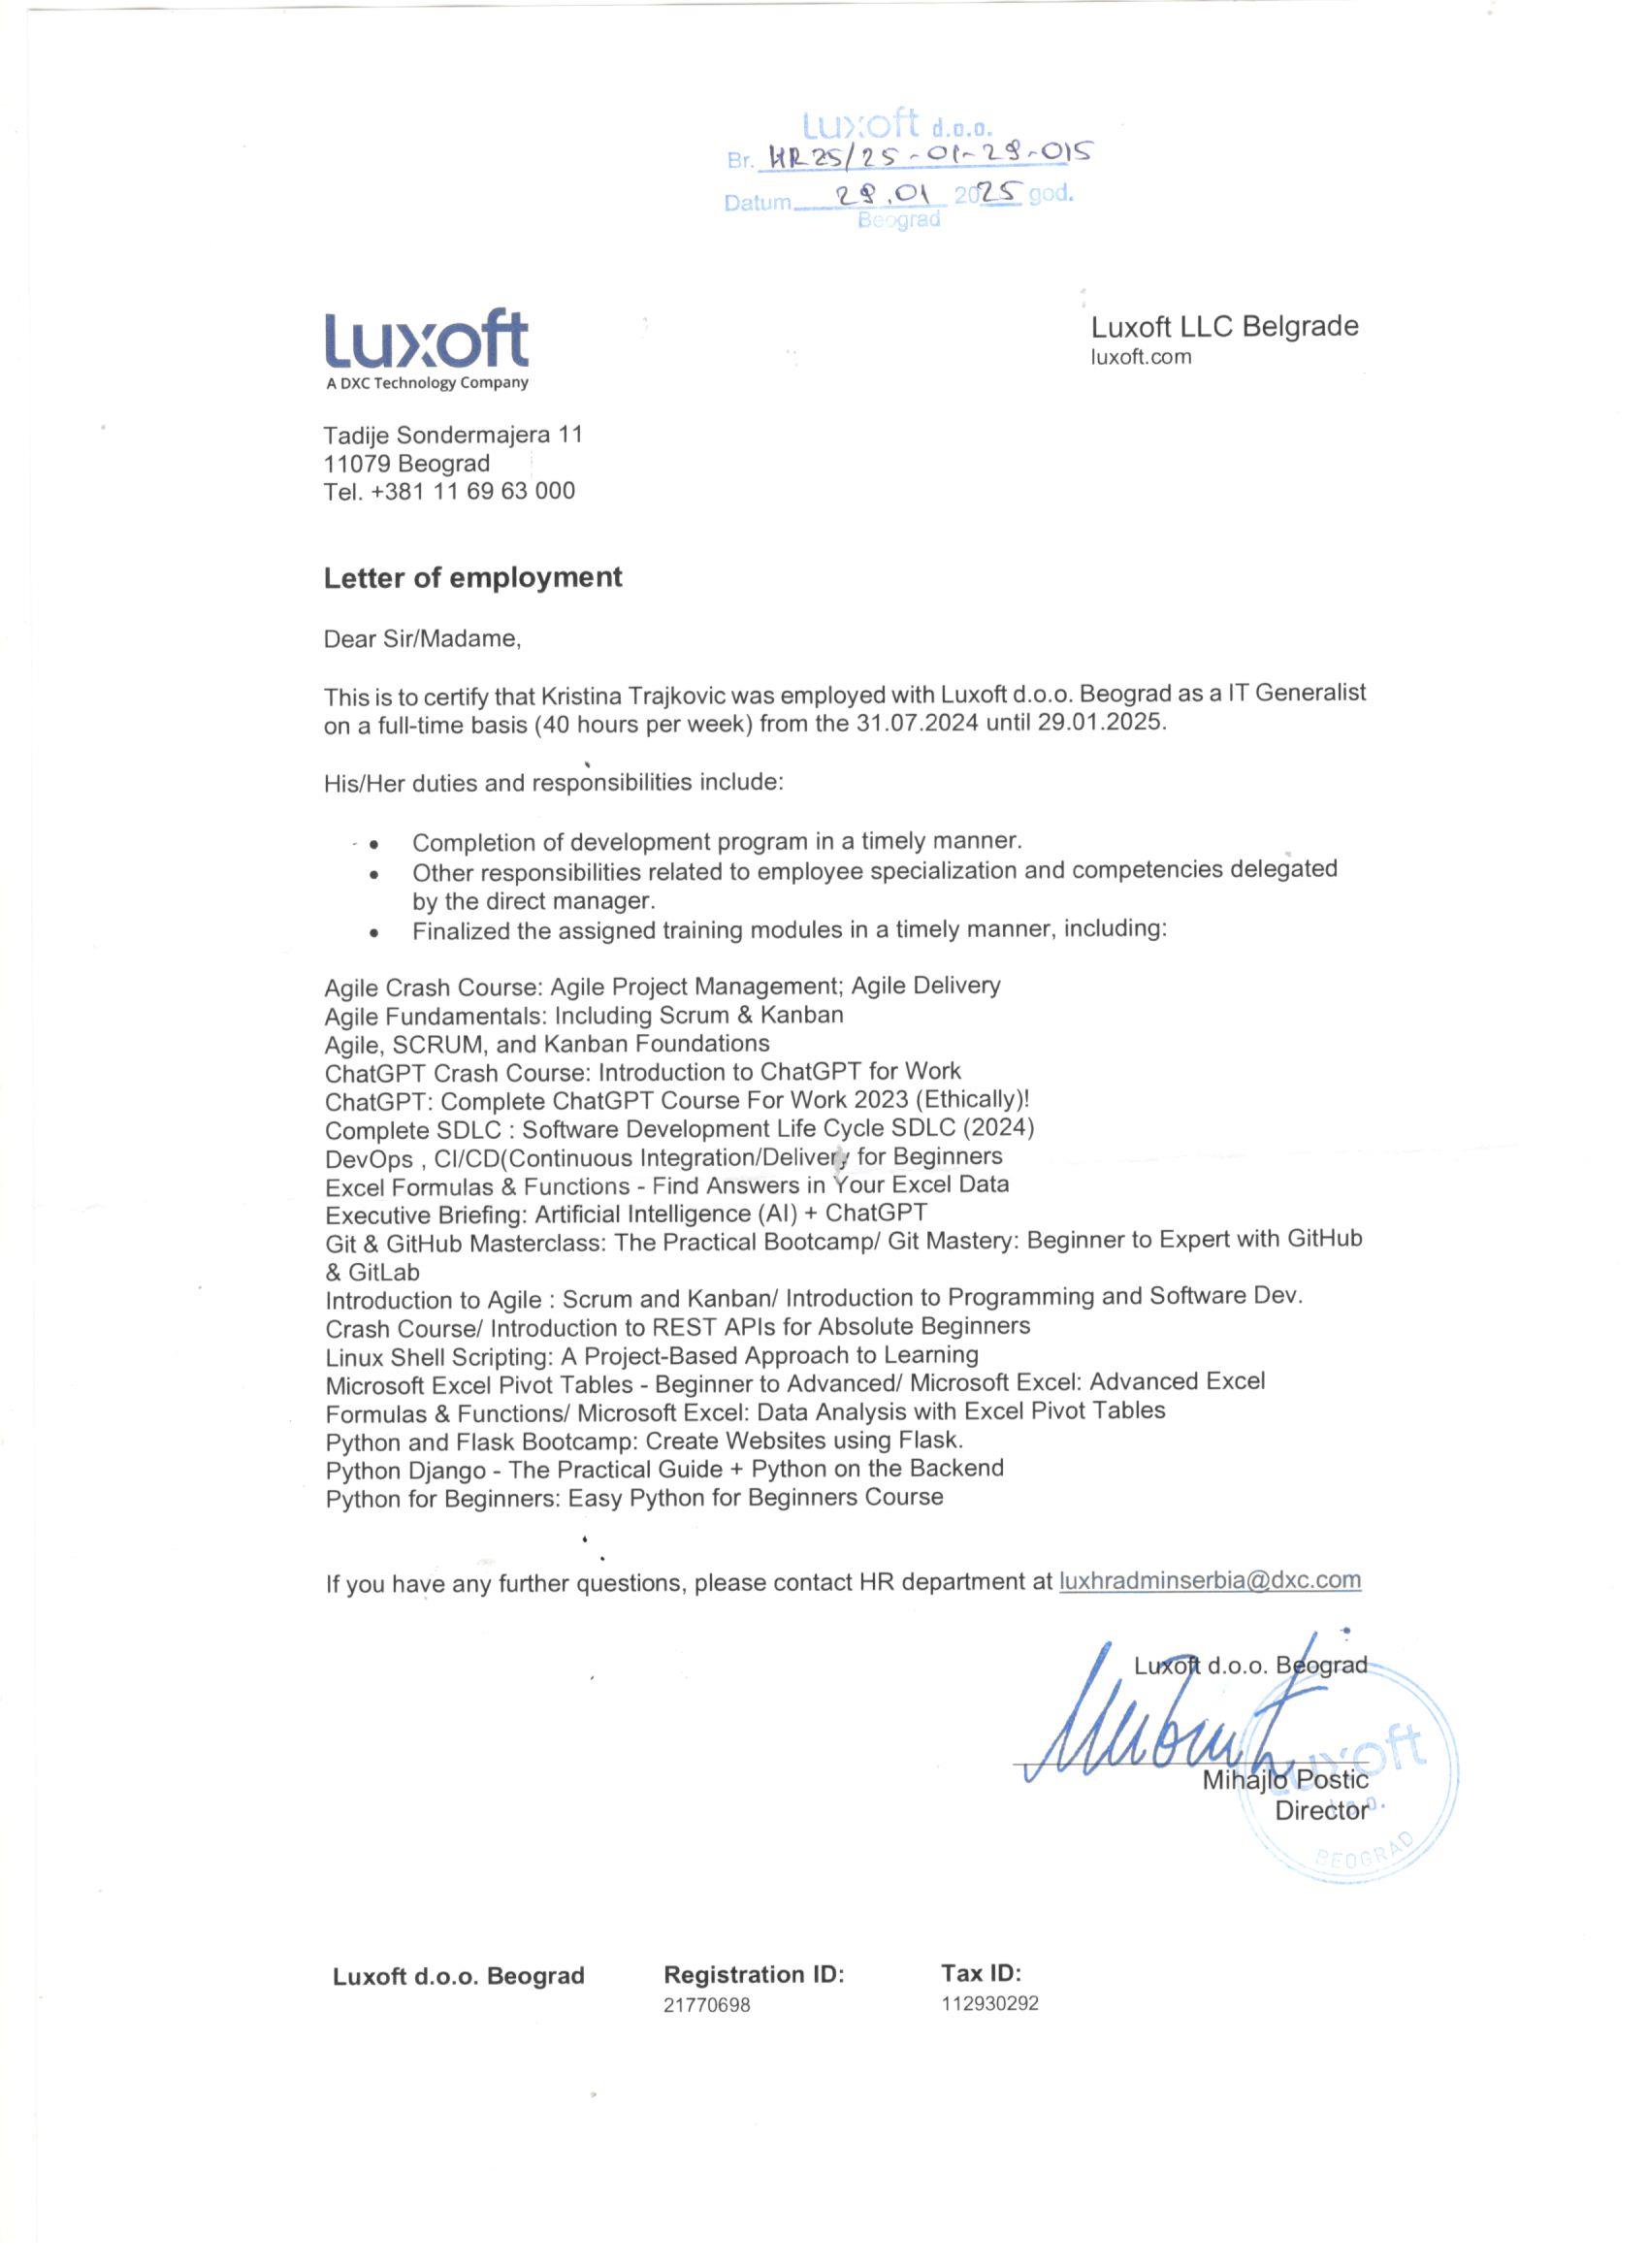 Luxoft d.o.o.
Br. HR25/25-01-29-015
Datum 29.01 2025 god.
Beograd
Luxoft
A DXC Technology Company
Luxoft LLC Belgrade
luxoft.com
Tadije Sondermajera 11
11079 Beograd
Tel. +381 11 69 63 000
Letter of employment
Dear Sir/Madame,
This is to certify that Kristina Trajkovic was employed with Luxoft d.o.o. Beograd as a IT Generalist
on a full-time basis (40 hours per week) from the 31.07.2024 until 29.01.2025.
His/Her duties and responsibilities include:
• Completion of development program in a timely manner.
• Other responsibilities related to employee specialization and competencies delegated
by the direct manager.
• Finalized the assigned training modules in a timely manner, including:
Agile Crash Course: Agile Project Management; Agile Delivery
Agile Fundamentals: Including Scrum & Kanban
Agile, SCRUM, and Kanban Foundations
ChatGPT Crash Course: Introduction to ChatGPT for Work
ChatGPT: Complete ChatGPT Course For Work 2023 (Ethically)!
Complete SDLC : Software Development Life Cycle SDLC (2024)
DevOps , CI/CD(Continuous Integration/Delivery for Beginners
Excel Formulas & Functions - Find Answers in Your Excel Data
Executive Briefing: Artificial Intelligence (AI) + ChatGPT
Git & GitHub Masterclass: The Practical Bootcamp/ Git Mastery: Beginner to Expert with GitHub
& GitLab
Introduction to Agile : Scrum and Kanban/ Introduction to Programming and Software Dev.
Crash Course/ Introduction to REST APIs for Absolute Beginners
Linux Shell Scripting: A Project-Based Approach to Learning
Microsoft Excel Pivot Tables - Beginner to Advanced/ Microsoft Excel: Advanced Excel
Formulas & Functions/ Microsoft Excel: Data Analysis with Excel Pivot Tables
Python and Flask Bootcamp: Create Websites using Flask.
Python Django - The Practical Guide + Python on the Backend
Python for Beginners: Easy Python for Beginners Course
If you have any further questions, please contact HR department at luxhradminserbia@dxc.com
Luxoft d.o.o. Beograd
Luxoft
Mihajlo Postic
Director
d.o.o.
BEOGRAD
Luxoft d.o.o. Beograd
Registration ID:
Tax ID:
21770698
112930292